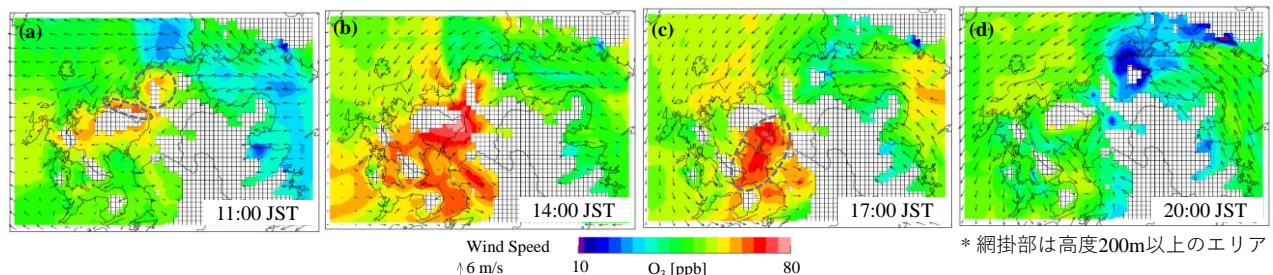 (a)
11:00 JST
(b)
14:00 JST
(c)
17:00 JST
(d)
20:00 JST
Wind Speed
↑6 m/s
10
O₃ [ppb]
80
* 網掛部は高度200m以上のエリア